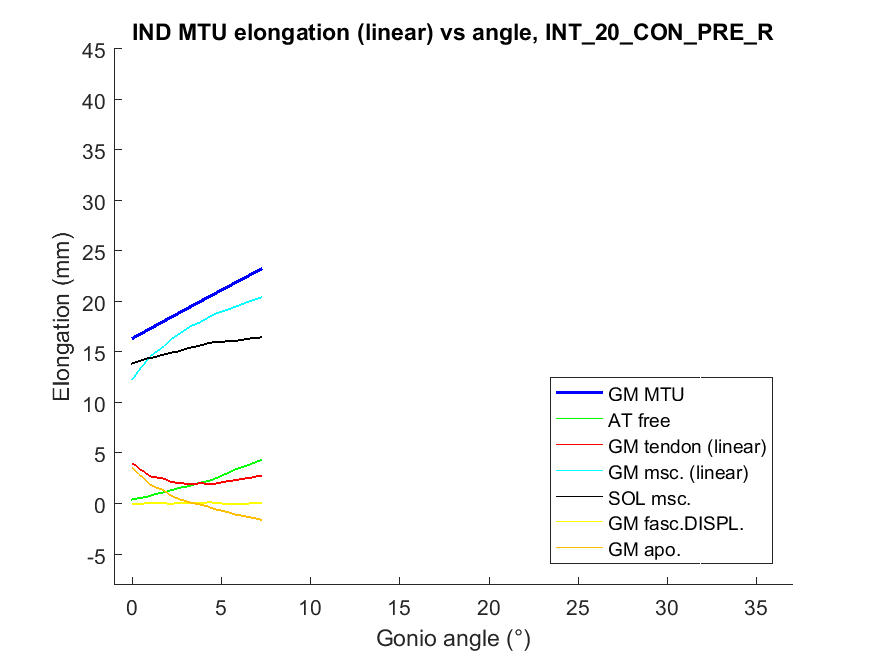 IND MTU elongation (linear) vs angle, INT_20_CON_PRE_R
45
40
35
30
25
20
15
10
5
0
-5
Elongation (mm)
GM MTU
AT free
GM tendon (linear)
GM msc. (linear)
SOL msc.
GM fasc.DISPL.
GM apo.
0 5 10 15 20 25 30 35
Gonio angle (°)